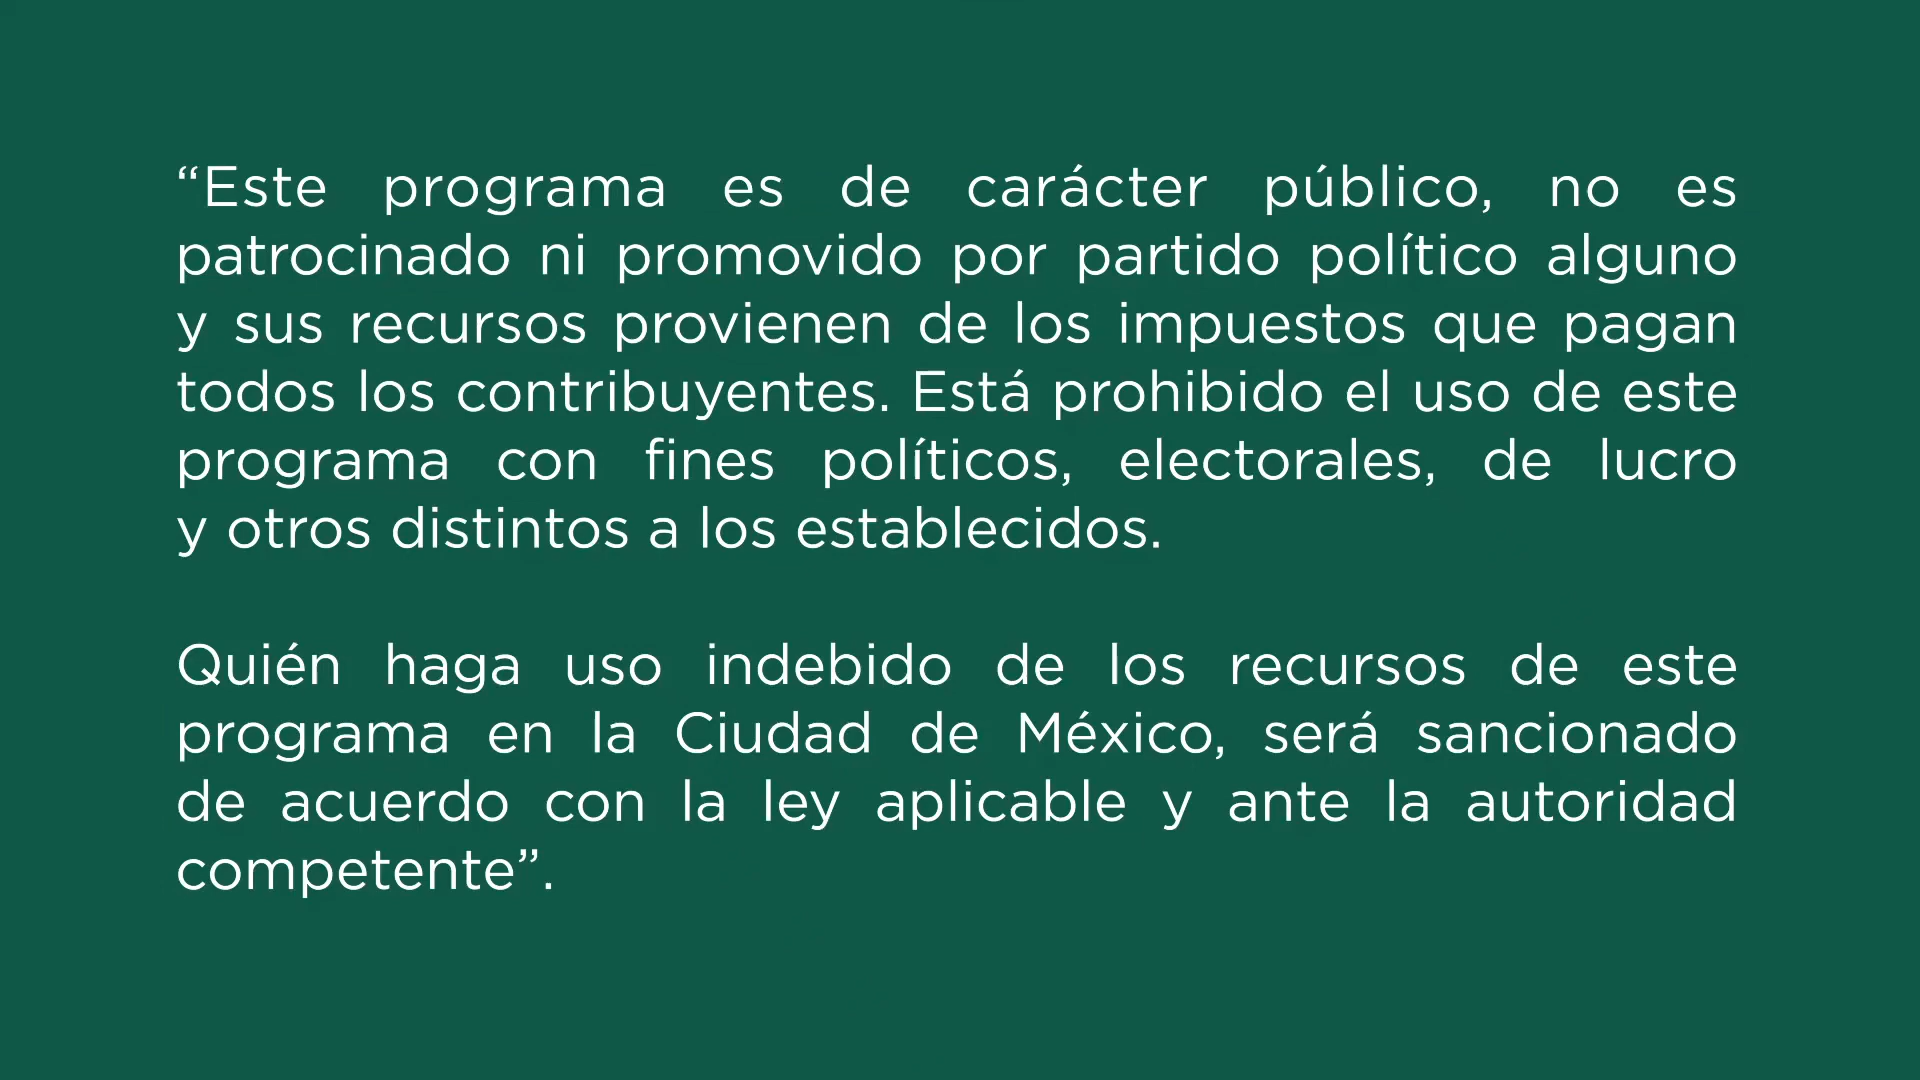 “Este programa es de carácter público, no es
patrocinado ni promovido por partido político alguno
y sus recursos provienen de los impuestos que pagan
todos los contribuyentes. Está prohibido el uso de este
programa con fines políticos, electorales, de lucro
y otros distintos a los establecidos.
Quién haga uso indebido de los recursos de este
programa en la Ciudad de México, será sancionado
de acuerdo con la ley aplicable y ante la autoridad
competente”.